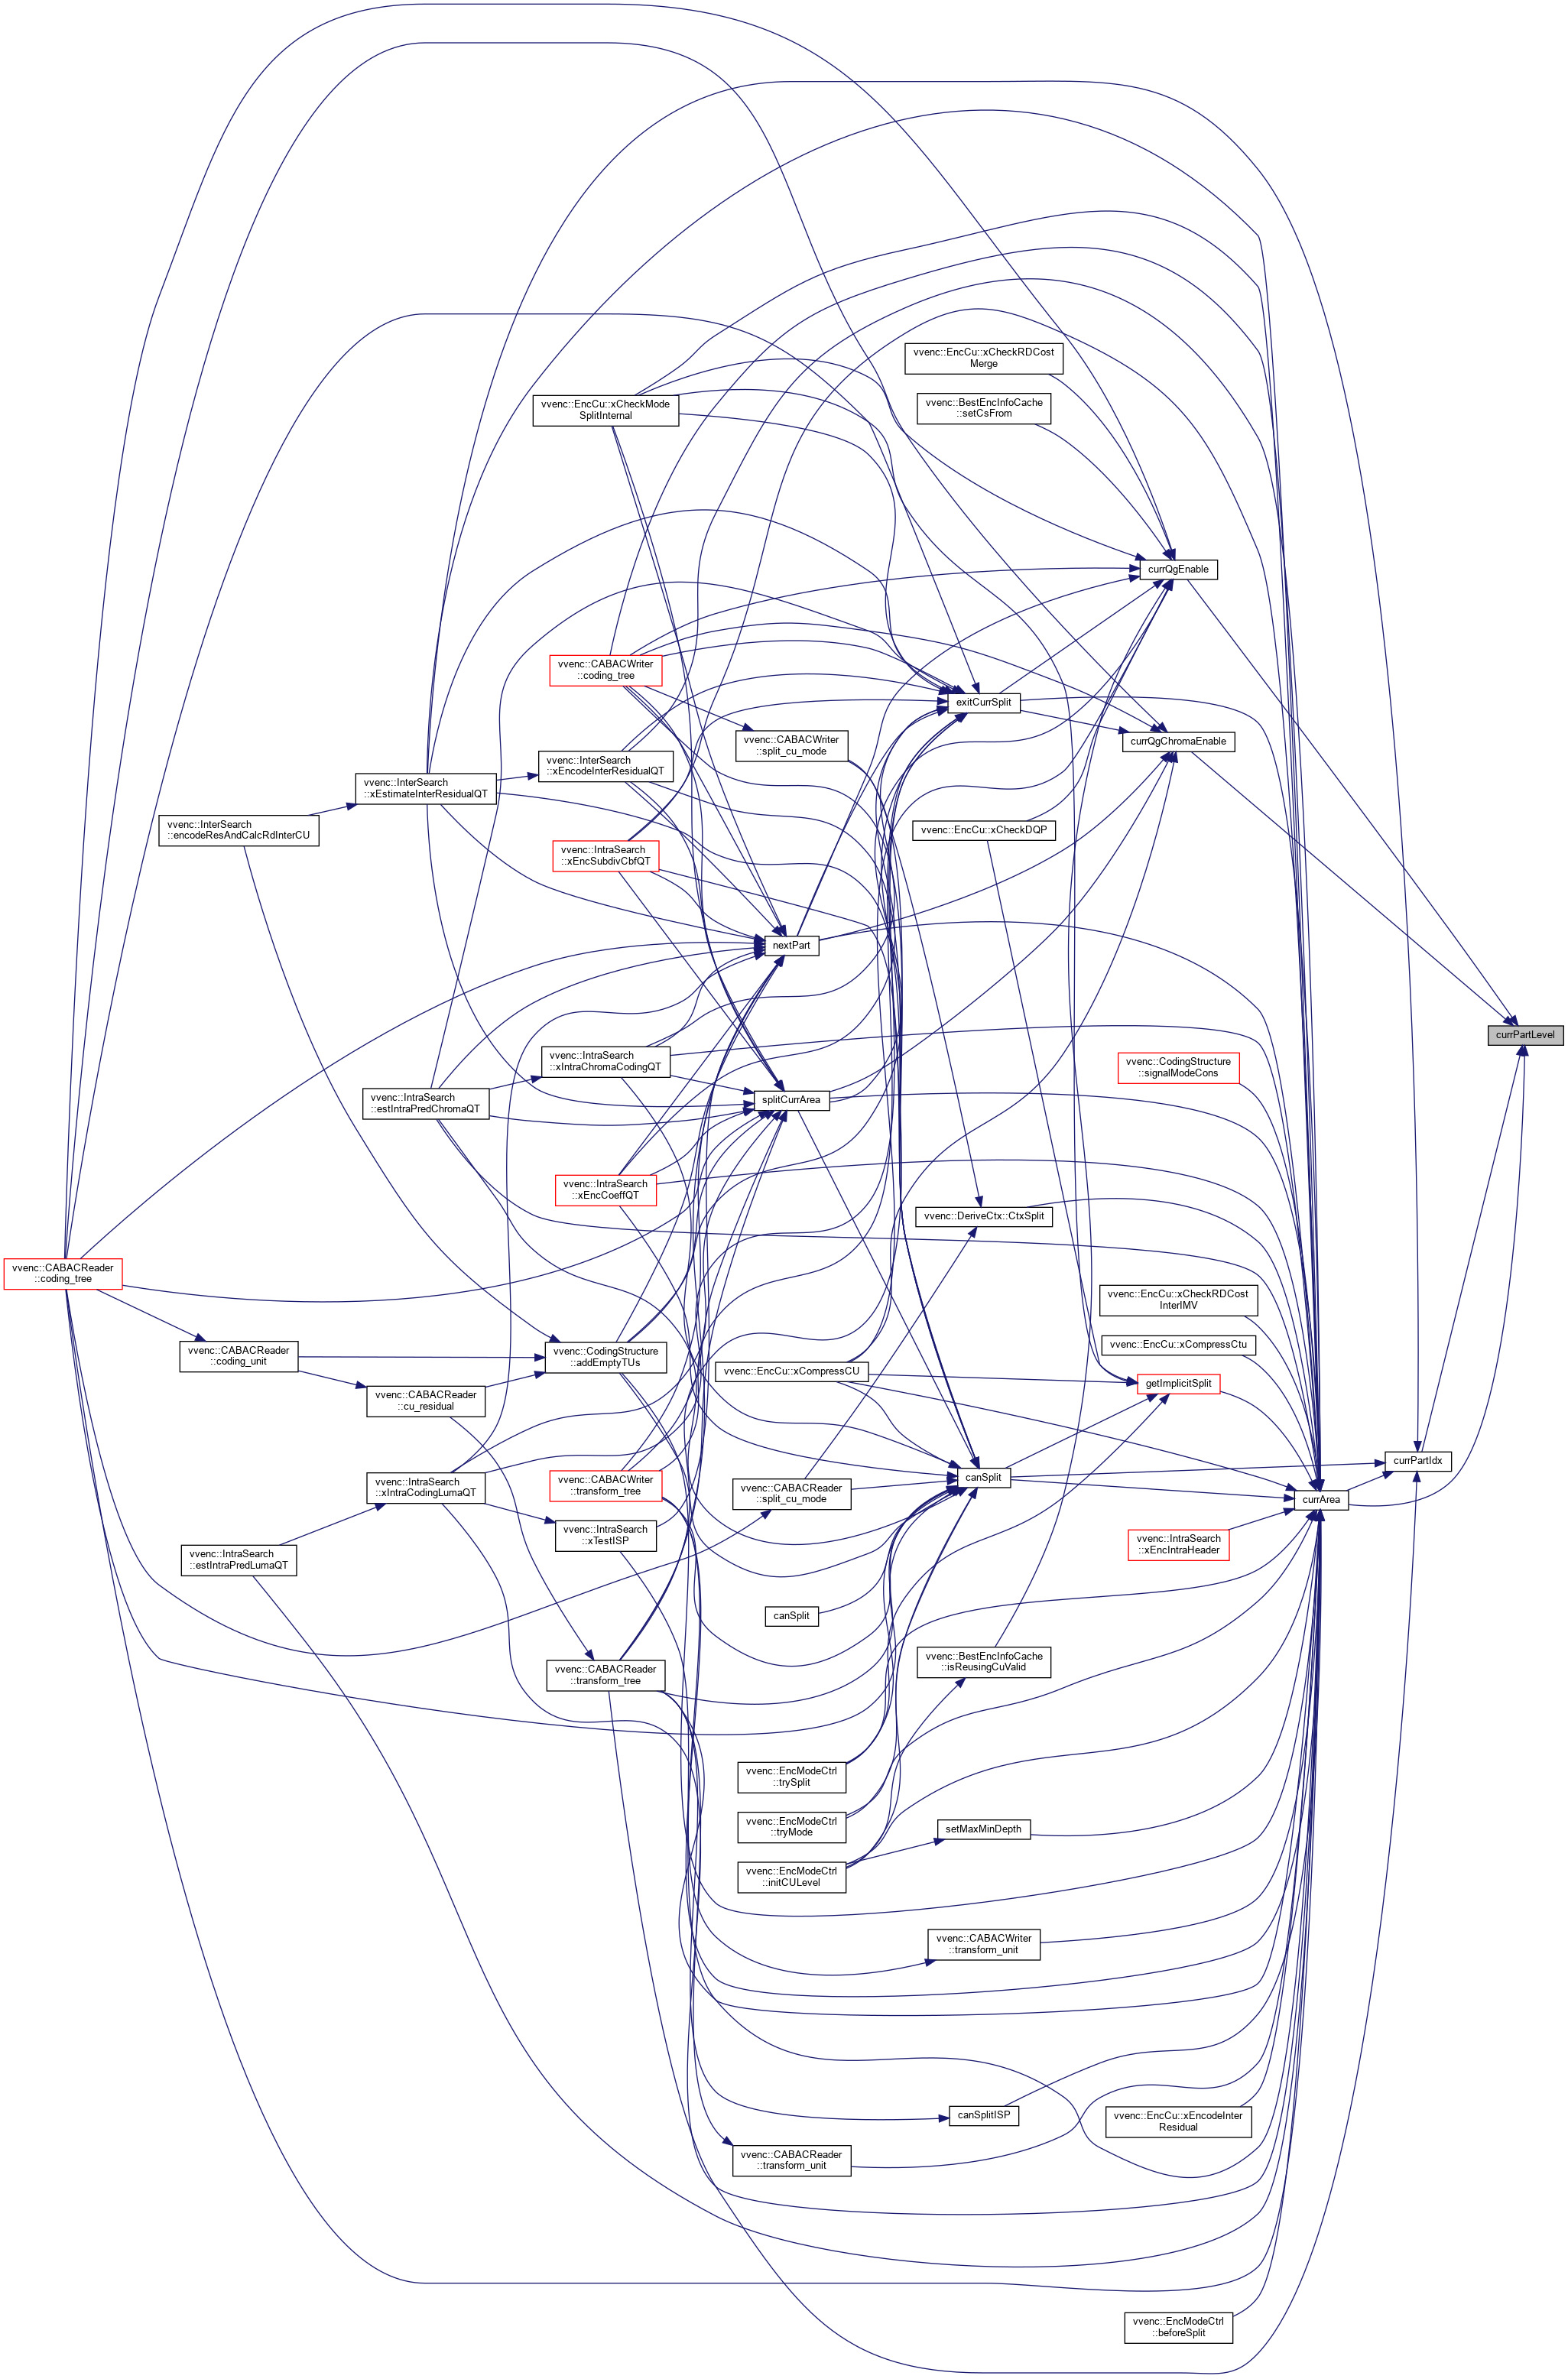 vvenc::EncCu::xCheckRDCost
Merge
vvenc::BestEncInfoCache
::setCsFrom
vvenc::EncCu::xCheckMode
SplitInternal
currQgEnable
vvenc::CABACWriter
::coding_tree
exitCurrSplit
currQgChromaEnable
vvenc::CABACWriter
::split_cu_mode
vvenc::InterSearch
::xEncodeInterResidualQT
vvenc::InterSearch
::xEstimateInterResidualQT
vvenc::InterSearch
::encodeResAndCalcRdInterCU
vvenc::EncCu::xCheckDQP
vvenc::IntraSearch
::xEncSubdivCbfQT
nextPart
currPartLevel
vvenc::IntraSearch
::xIntraChromaCodingQT
vvenc::CodingStructure
::signalModeCons
vvenc::IntraSearch
::estIntraPredChromaQT
splitCurrArea
vvenc::IntraSearch
::xEncCoeffQT
vvenc::DeriveCtx::CtxSplit
vvenc::CABACReader
::coding_tree
vvenc::EncCu::xCheckRDCost
InterIMV
vvenc::EncCu::xCompressCtu
vvenc::CABACReader
::coding_unit
vvenc::CodingStructure
::addEmptyTUs
vvenc::EncCu::xCompressCU
getImplicitSplit
vvenc::CABACReader
::cu_residual
currPartIdx
vvenc::IntraSearch
::xIntraCodingLumaQT
vvenc::CABACWriter
::transform_tree
vvenc::CABACReader
::split_cu_mode
canSplit
currArea
vvenc::IntraSearch
::xTestISP
vvenc::IntraSearch
::xEncIntraHeader
vvenc::IntraSearch
::estIntraPredLumaQT
canSplit
vvenc::BestEncInfoCache
::isReusingCuValid
vvenc::CABACReader
::transform_tree
vvenc::EncModeCtrl
::trySplit
vvenc::EncModeCtrl
::tryMode
setMaxMinDepth
vvenc::EncModeCtrl
::initCULevel
vvenc::CABACWriter
::transform_unit
canSplitISP
vvenc::EncCu::xEncodeInter
Residual
vvenc::CABACReader
::transform_unit
vvenc::EncModeCtrl
::beforeSplit